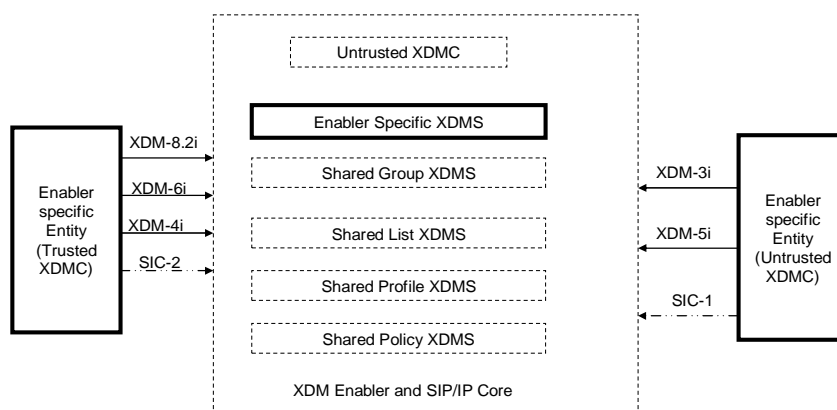 Untrusted XDMC
Enabler Specific XDMS
Shared Group XDMS
Shared List XDMS
Shared Profile XDMS
Shared Policy XDMS
XDM Enabler and SIP/IP Core
Enabler
specific
Entity
(Trusted
XDMC)
XDM-8.2i
XDM-6i
XDM-4i
SIC-2
XDM-3i
XDM-5i
SIC-1
Enabler
specific
Entity
(Untrusted
XDMC)